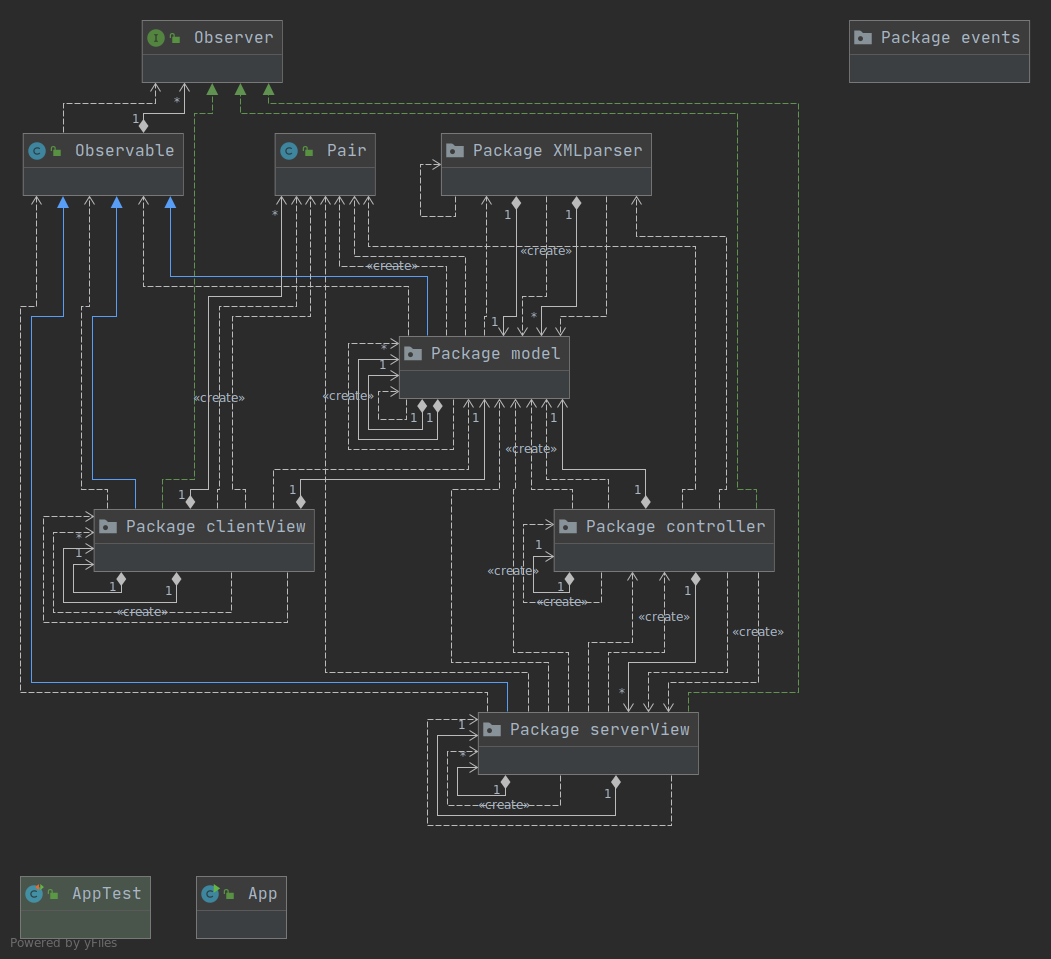 Observer
Package events
*
1
Observable
Pair
Package XMLparser
*
1
1
«create»
«create»
1
*
*
Package model
1
«create»
«create»
1
1
1
1
«create»
1
1
1
Package clientView
Package controller
*
1
1
«create»
1
1
1
«create»
1
«create»
«create»
«create»
*
1
Package serverView
*
1
1
«create»
AppTest
App
Powered by yFiles